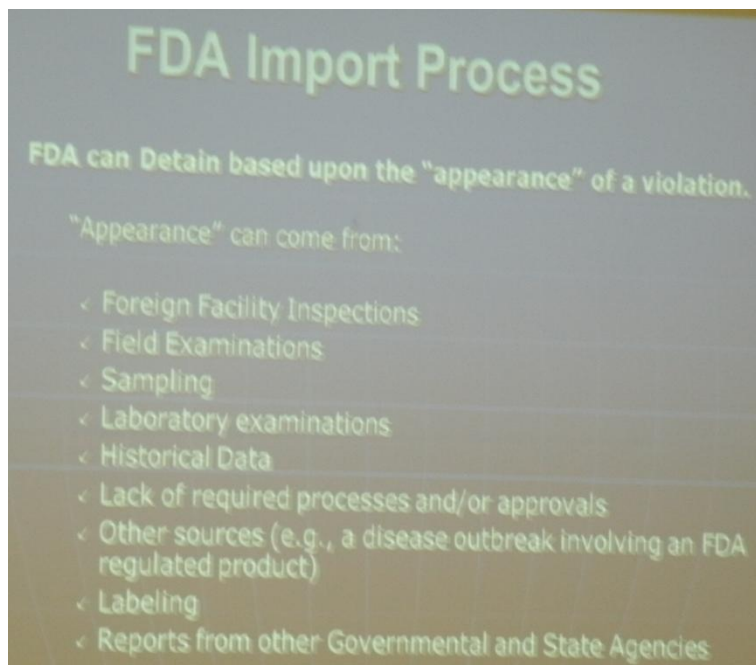 FDA Import Process
FDA can Detain based upon the "appearance" of a violation.
"Appearance" can come from:
Foreign Facility Inspections
Field Examinations
Sampling
Laboratory examinations
Historical Data
Lack of required processes and/or approvals
Other sources (e.g., a disease outbreak involving an FDA
regulated product)
Labeling
Reports from other Governmental and State Agencies